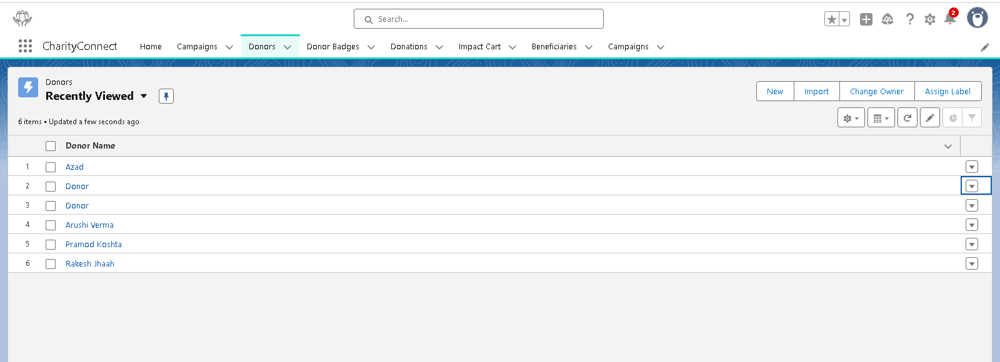 Search...
2
CharityConnect Home Campaigns Donors Donor Badges Donations Impact Cart Beneficiaries Campaigns
Donors
Recently Viewed
New Import Change Owner Assign Label
6 items • Updated a few seconds ago
Donor Name
1 Azad
2 Donor
3 Donor
4 Arushi Verma
5 Pramod Koshta
6 Rakesh Jhaah